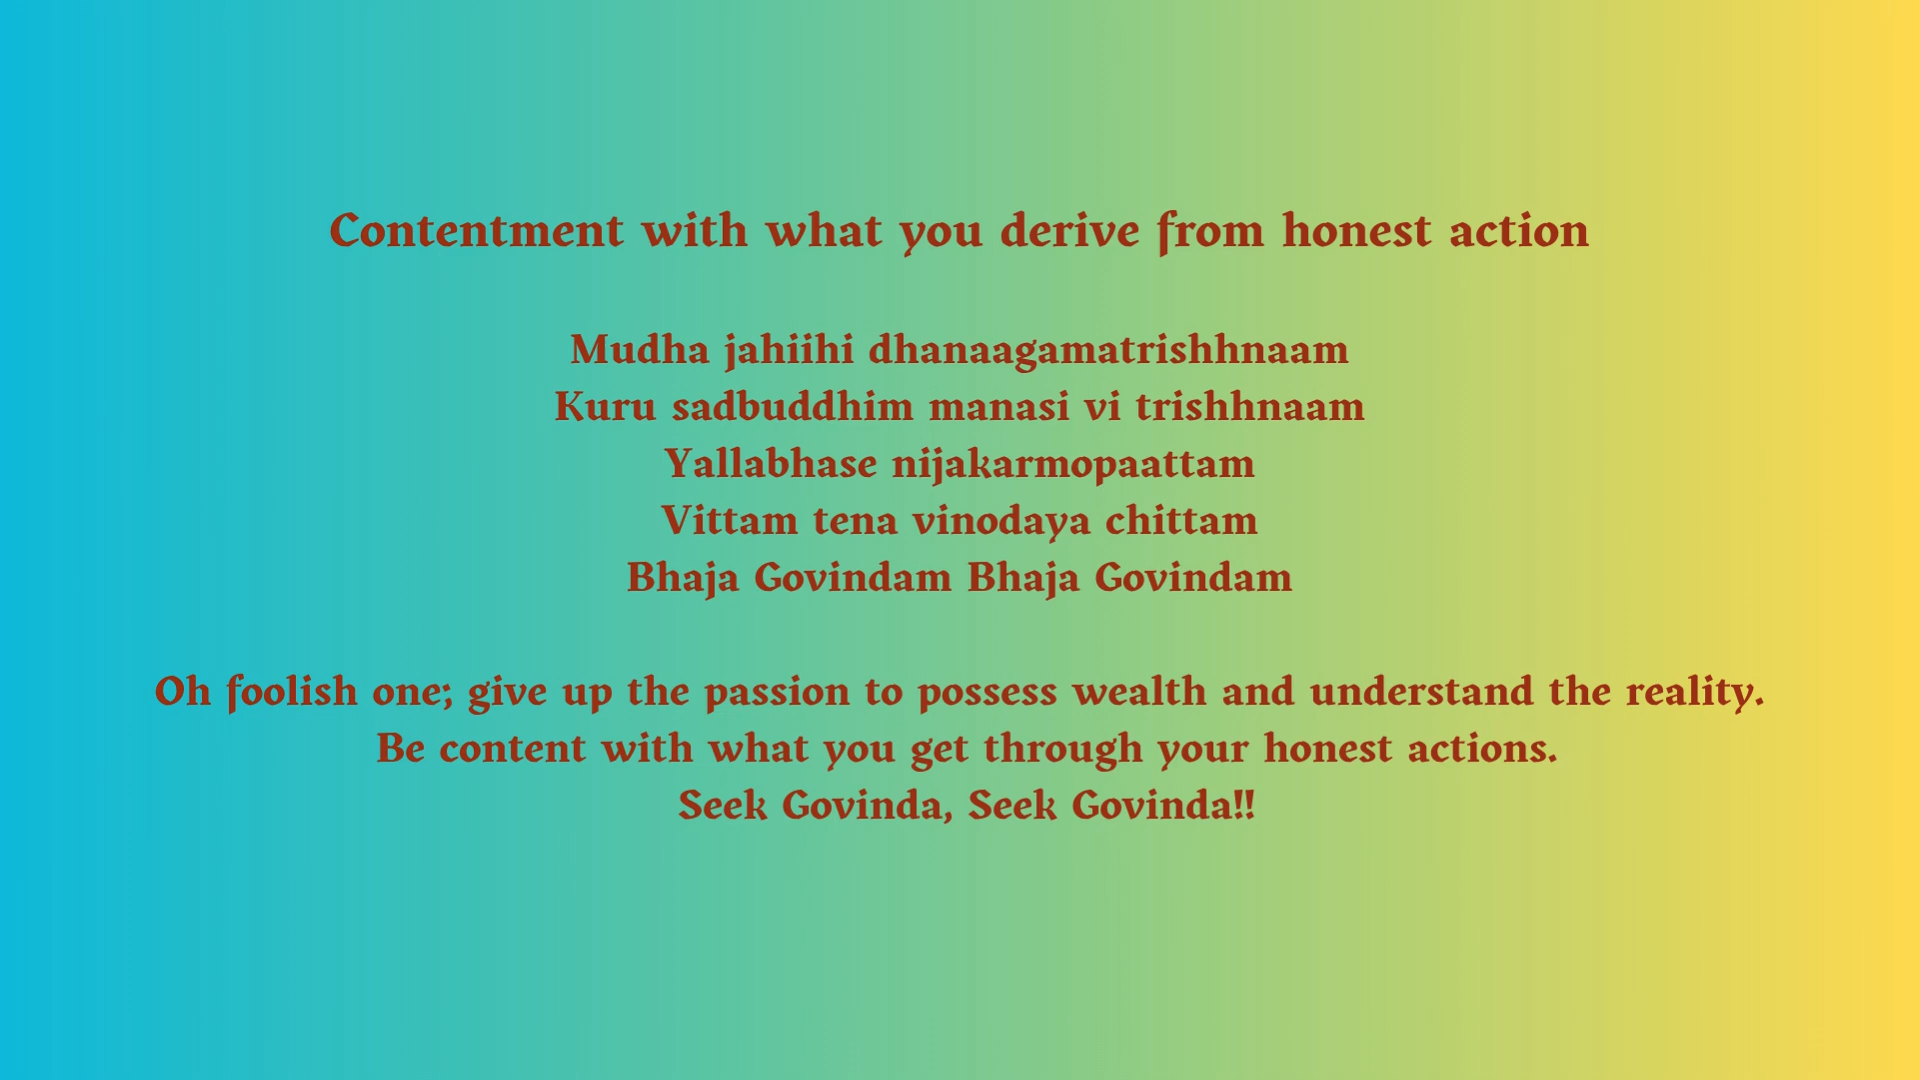 Contentment with what you derive from honest action
Mudha jahiihi dhanaagamatrishhnaam
Kuru sadbuddhim manasi vi trishhnaam
Yallabhase nijakarmopaattam
Vittam tena vinodaya chittam
Bhaja Govindam Bhaja Govindam
Oh foolish one; give up the passion to possess wealth and understand the reality.
Be content with what you get through your honest actions.
Seek Govinda, Seek Govinda!!